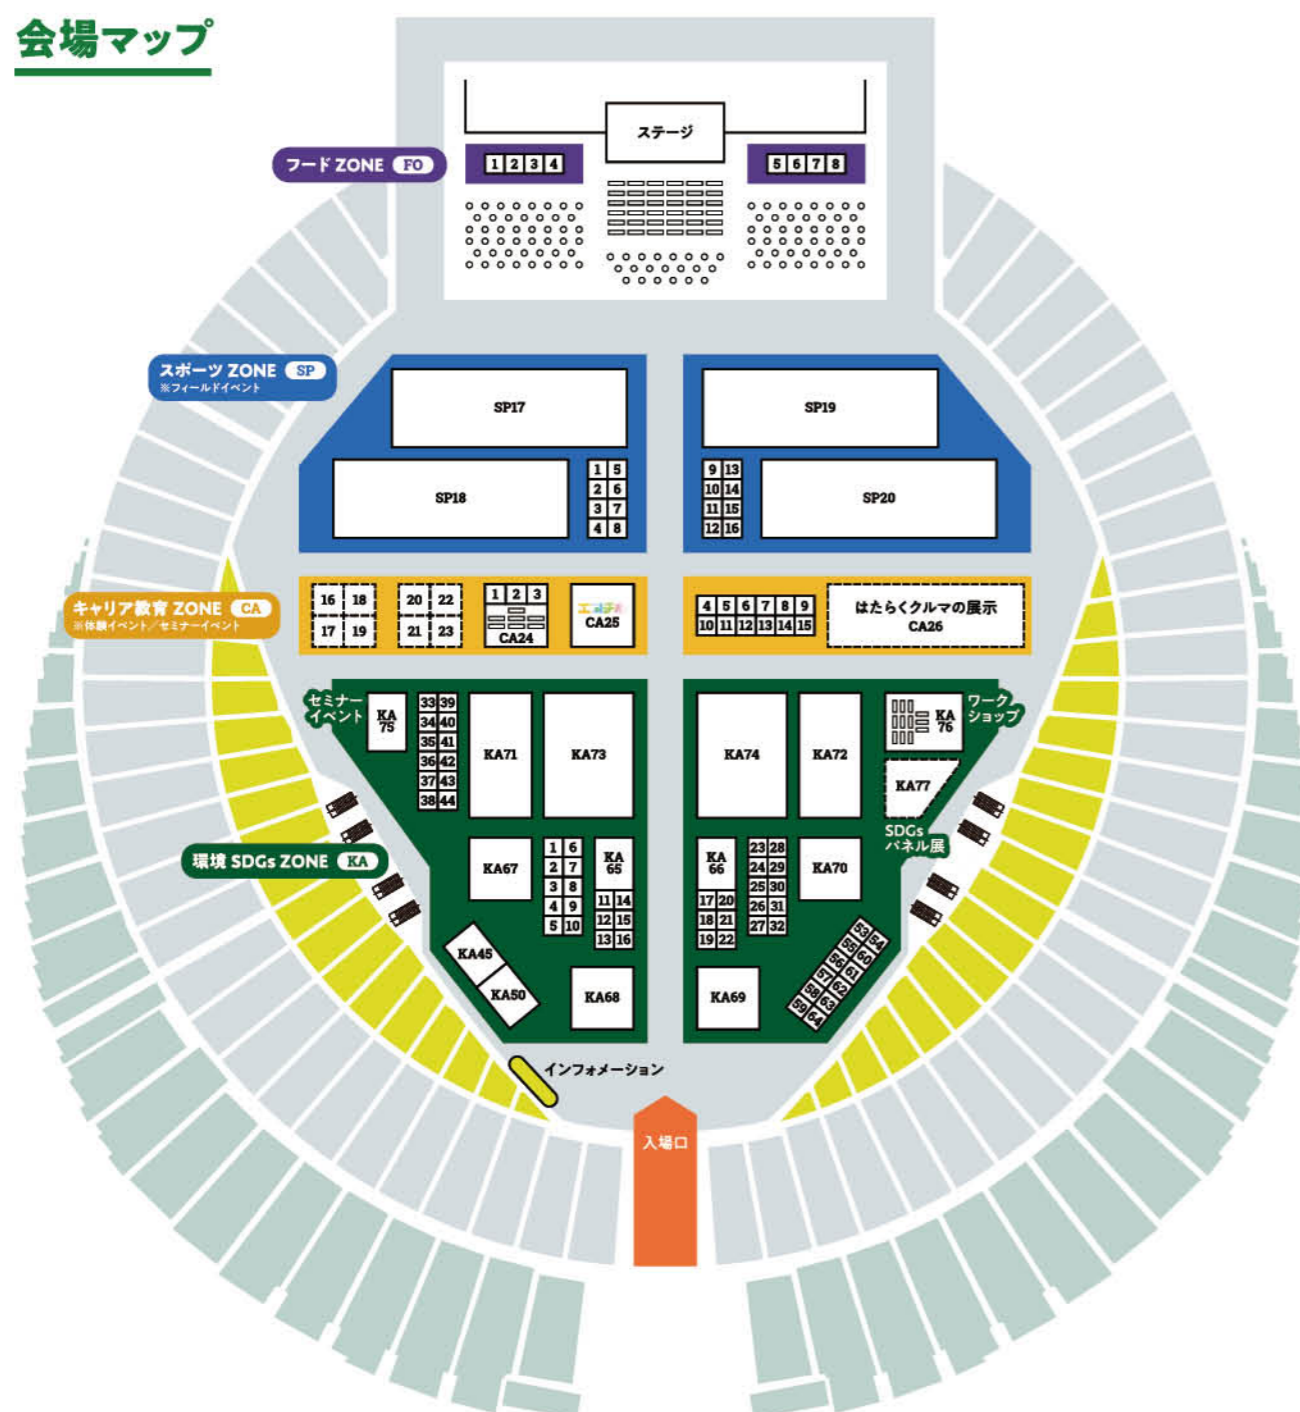 会場マップ
ステージ
フード ZONE FO
1 2 3 4
5 6 7 8
スポーツ ZONE SP
※フィールドイベント
SP17
SP19
SP18
1 5
2 6
3 7
4 8
9 13
10 14
11 15
12 16
SP20
キャリア教育 ZONE CA
※体験イベント／セミナーイベント
16 18
17 19
20 22
21 23
1 2 3
CA24
CA25
4 5 6 7 8 9
10 11 12 13 14 15
はたらくクルマの展示
CA26
セミナー
イベント
KA
75
33 39
34 40
35 41
36 42
37 43
38 44
KA71
KA73
KA74
KA72
KA
76
ワーク
ショップ
KA77
SDGs
パネル展
環境 SDGs ZONE KA
KA67
1 6
2 7
3 8
4 9
5 10
KA
65
11 14
12 15
13 16
KA
66
17 20
18 21
19 22
23 28
24 29
25 30
26 31
27 32
KA70
KA45
KA50
KA68
KA69
53 54
55 60
56 61
57 62
58 63
59 64
インフォメーション
入場口